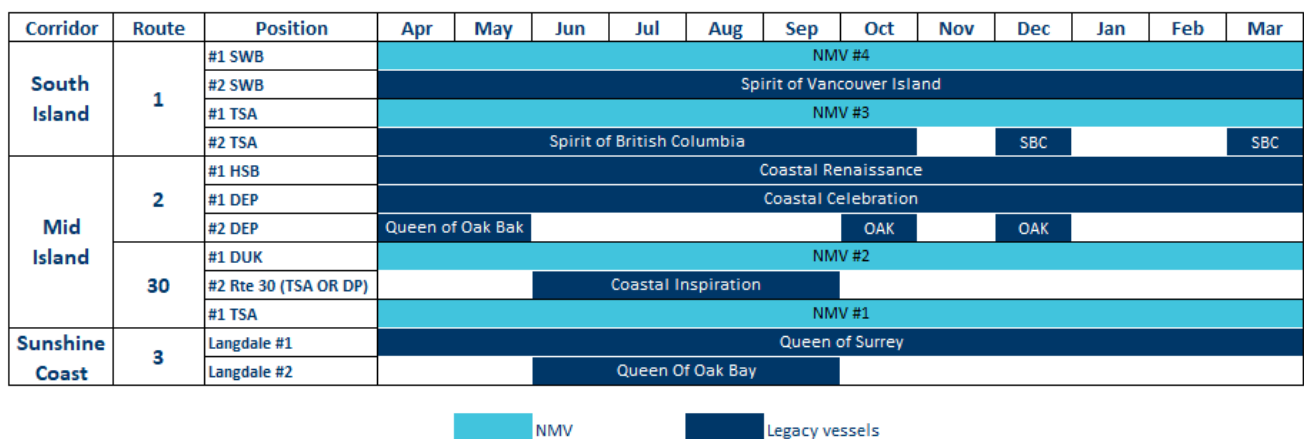 Corridor Route Position Apr May Jun Jul Aug Sep Oct Nov Dec Jan Feb Mar
South Island
1
#1 SWB NMV #4
#2 SWB Spirit of Vancouver Island
#1 TSA NMV #3
#2 TSA Spirit of British Columbia SBC SBC
Mid Island
2
#1 HSB Coastal Renaissance
#1 DEP Coastal Celebration
#2 DEP Queen of Oak Bak OAK OAK
30
#1 DUK NMV #2
#2 Rte 30 (TSA OR DP) Coastal Inspiration
#1 TSA NMV #1
Sunshine Coast
3
Langdale #1 Queen of Surrey
Langdale #2 Queen Of Oak Bay
NMV Legacy vessels